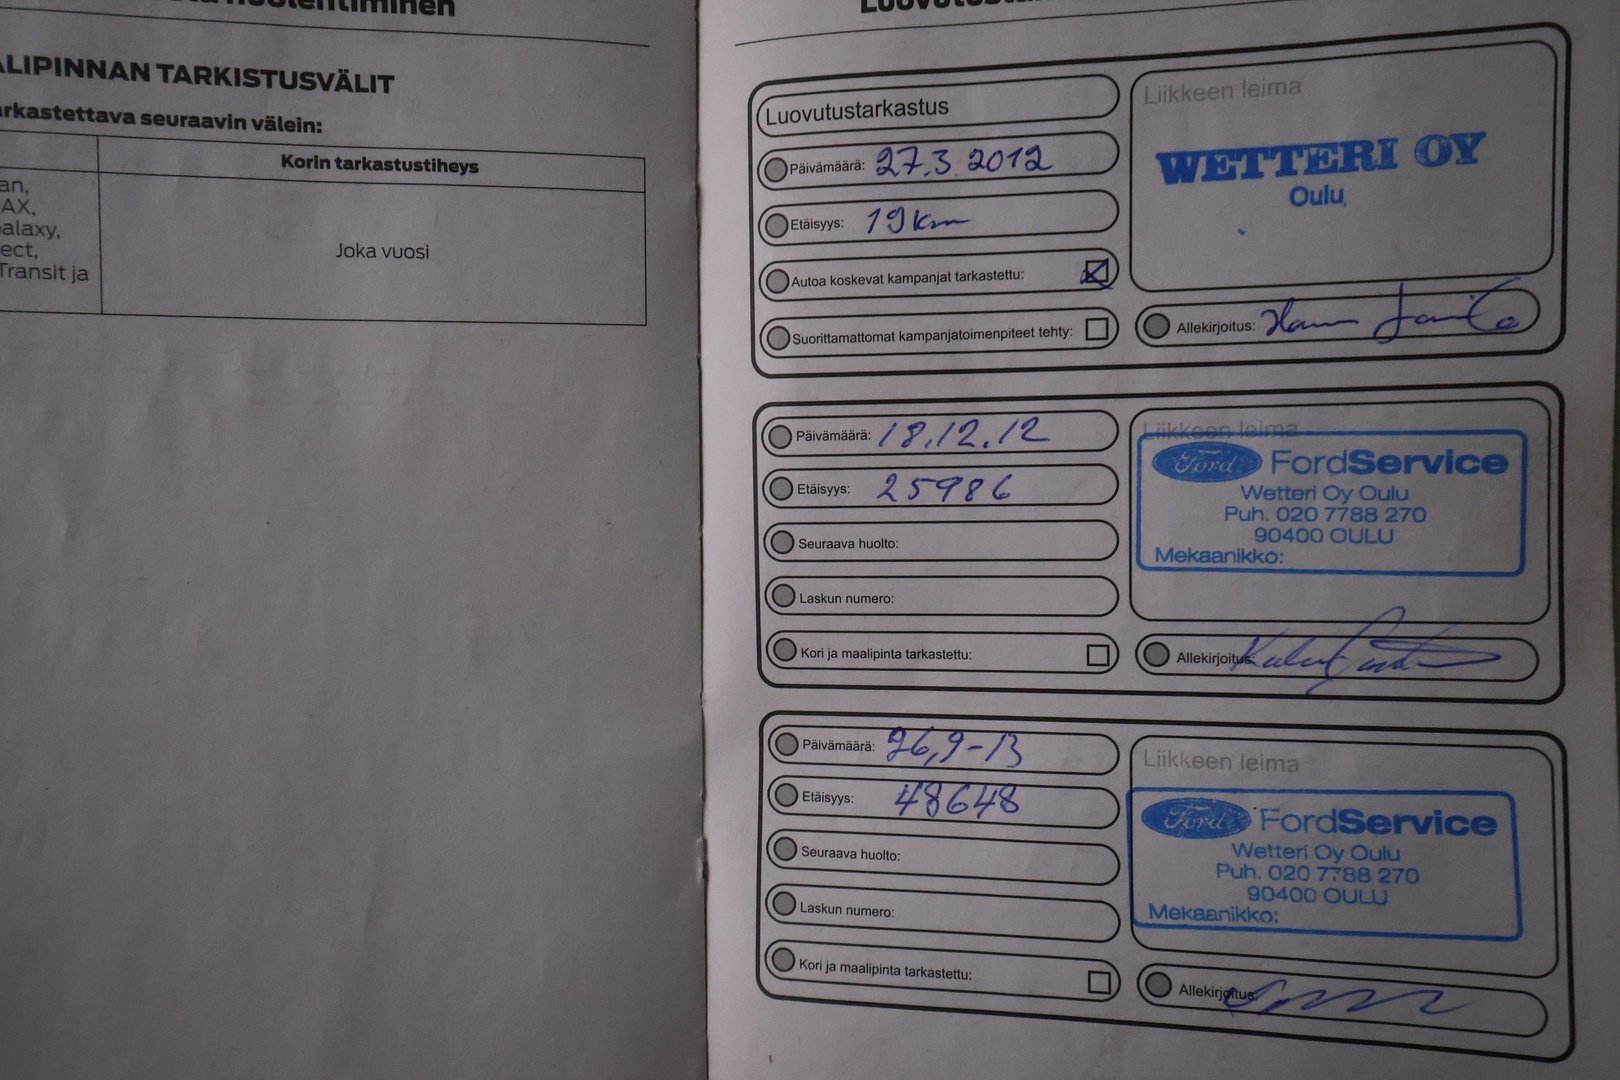 ALIPINNAN TARKISTUSVÄLIT
arkastettava seuraavin välein:
Korin tarkastustiheys
an,
AX,
alaxy,
ect,
Transit ja
Joka vuosi
Luovutustarkastus
Päivämäärä: 27.3.2012
Etäisyys: 19 km
Autoa koskevat kampanjat tarkastettu:
Suorittamattomat kampanjatoimenpiteet tehty:
Liikkeen leima
WETTERI OY
Oulu
Allekirjoitus:
Päivämäärä: 18.12.12
Etäisyys: 25986
Seuraava huolto:
Laskun numero:
Kori ja maalipinta tarkastettu:
Liikkeen leima
Ford FordService
Wetteri Oy Oulu
Puh. 020 7788 270
90400 OULU
Mekaanikko:
Allekirjoitus:
Päivämäärä: 26,9-13
Etäisyys: 48648
Seuraava huolto:
Laskun numero:
Kori ja maalipinta tarkastettu:
Liikkeen leima
Ford FordService
Wetteri Oy Oulu
Puh. 020 7788 270
90400 OULU
Mekaanikko:
Allekirjoitus: